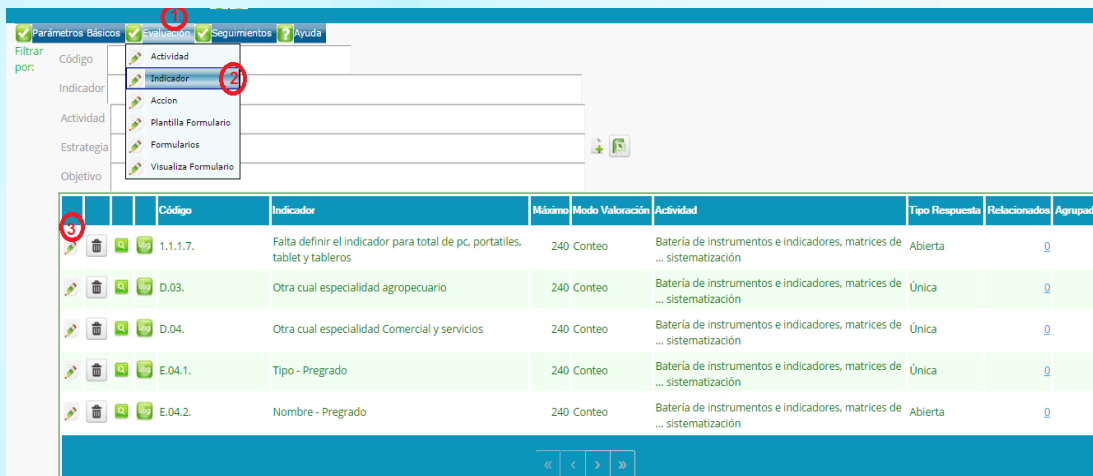 1
Parámetros Básicos Evaluación Seguimientos Ayuda
Filtrar por:
Código
Indicador
Actividad
Estrategia
Objetivo
Actividad
Indicador 2
Accion
Plantilla Formulario
Formularios
Visualiza Formulario
Código Indicador Máximo Modo Valoración Actividad Tipo Respuesta Relacionados Agrupad
3
Log 1.1.1.7. Falta definir el indicador para total de pc, portatiles, 240 Conteo Batería de instrumentos e indicadores, matrices de Abierta 0
tablet y tableros ... sistematización
Log D.03. Otra cual especialidad agropecuario 240 Conteo Batería de instrumentos e indicadores, matrices de Única 0
... sistematización
Log D.04. Otra cual especialidad Comercial y servicios 240 Conteo Batería de instrumentos e indicadores, matrices de Única 0
... sistematización
Log E.04.1. Tipo - Pregrado 240 Conteo Batería de instrumentos e indicadores, matrices de Única 0
... sistematización
Log E.04.2. Nombre - Pregrado 240 Conteo Batería de instrumentos e indicadores, matrices de Abierta 0
... sistematización
« ‹ › »